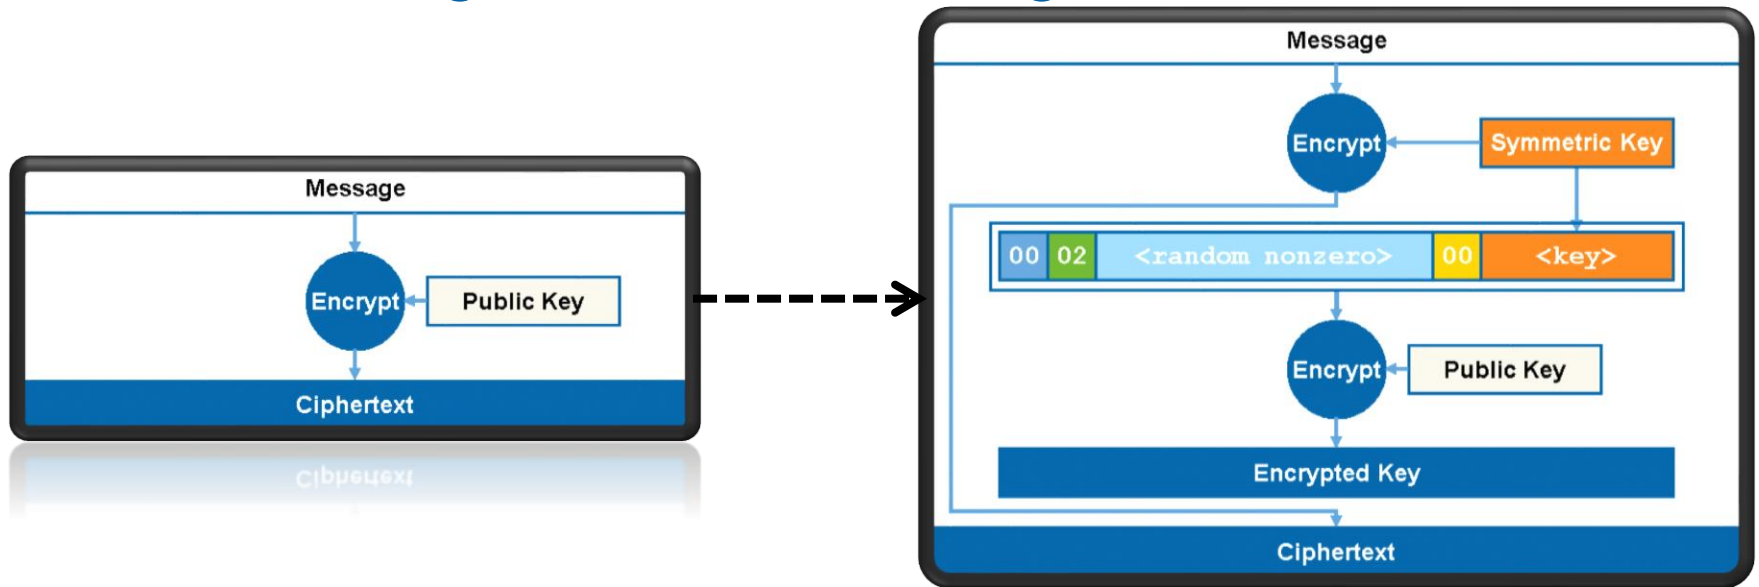 Message
Encrypt
Public Key
Ciphertext
Message
Encrypt
Symmetric Key
00 02 <random nonzero> 00 <key>
Encrypt
Public Key
Encrypted Key
Ciphertext